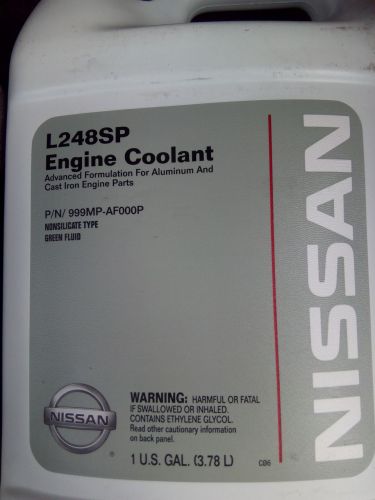 L248SP
Engine Coolant
Advanced Formulation For Aluminum And
Cast Iron Engine Parts
P/N/ 999MP-AF000P
NONSILICATE TYPE
GREEN FLUID
NISSAN
NISSAN
®
WARNING: HARMFUL OR FATAL
IF SWALLOWED OR INHALED.
CONTAINS ETHYLENE GLYCOL.
Read other cautionary information
on back panel.
1 U.S. GAL. (3.78 L)
C06